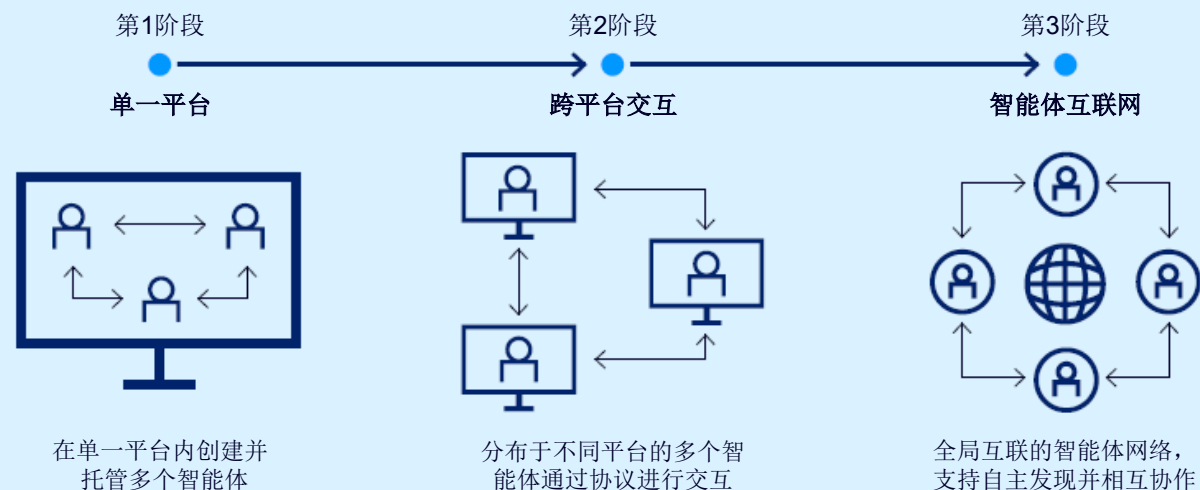 第1阶段
第2阶段
第3阶段
单一平台
跨平台交互
智能体互联网
在单一平台内创建并
托管多个智能体
分布于不同平台的多个智
能体通过协议进行交互
全局互联的智能体网络，
支持自主发现并相互协作